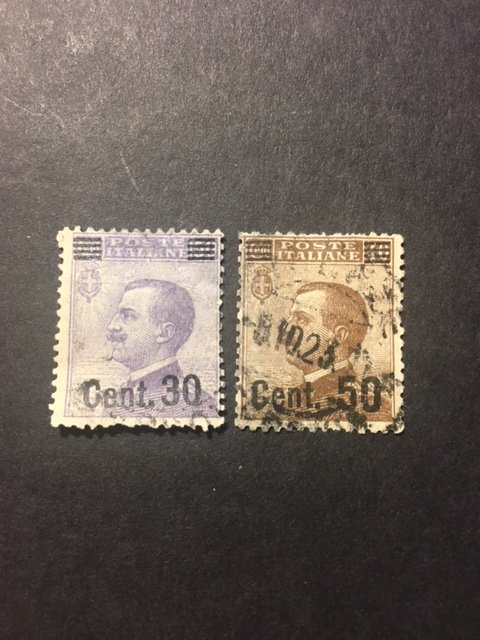 POSTE
ITALIANE
Cent. 30
POSTE
ITALIANE
10.23
Cent. 50